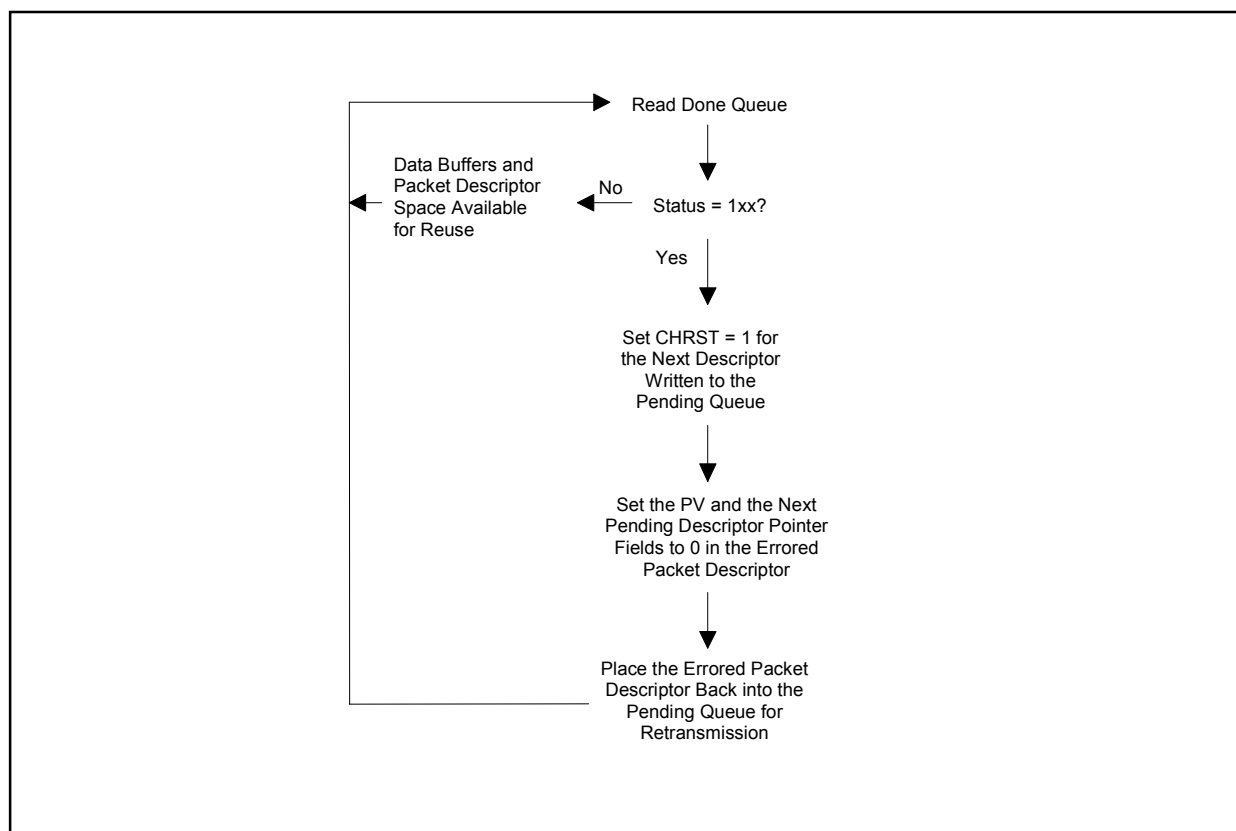 Read Done Queue
Data Buffers and
Packet Descriptor
Space Available
for Reuse
No
Status = 1xx?
Yes
Set CHRST = 1 for
the Next Descriptor
Written to the
Pending Queue
Set the PV and the Next
Pending Descriptor Pointer
Fields to 0 in the Errored
Packet Descriptor
Place the Errored Packet
Descriptor Back into the
Pending Queue for
Retransmission